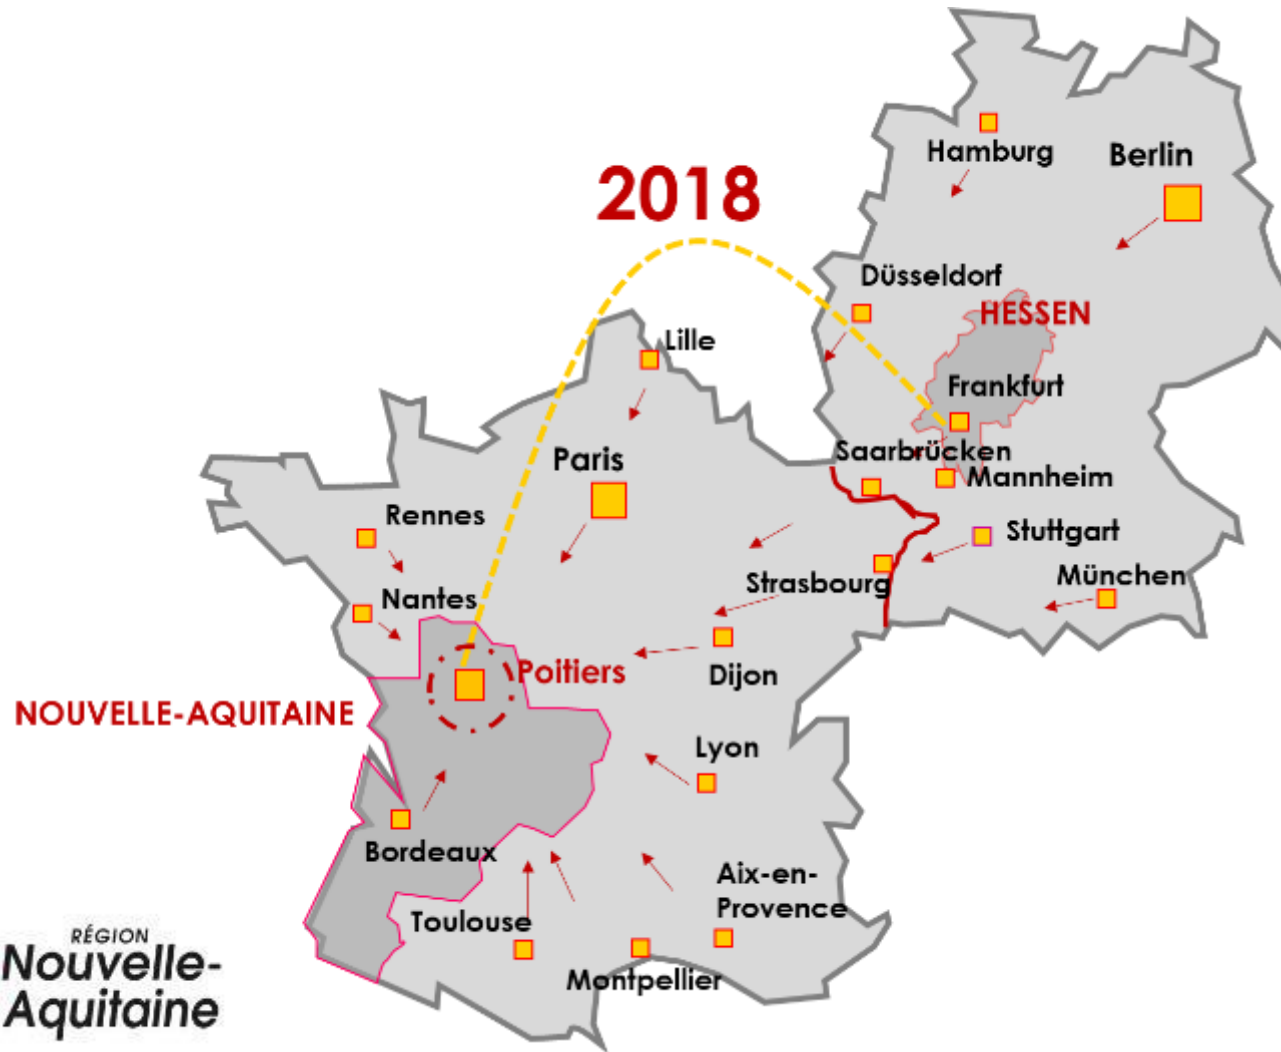 Hamburg
Berlin
2018
Düsseldorf
HESSEN
Lille
Frankfurt
Paris
Saarbrücken
Mannheim
Rennes
Stuttgart
Strasbourg
München
Nantes
Poitiers
Dijon
NOUVELLE-AQUITAINE
Lyon
Bordeaux
Aix-en-
Provence
Toulouse
Montpellier
RÉGION
Nouvelle-
Aquitaine